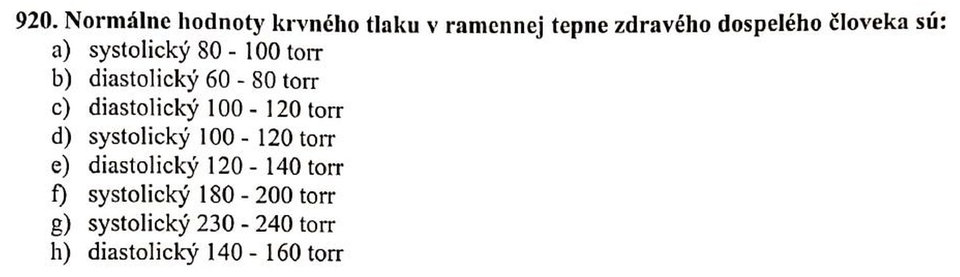 920. Normálne hodnoty krvného tlaku v ramennej tepne zdravého dospelého človeka sú:
a) systolický 80 - 100 torr
b) diastolický 60 - 80 torr
c) diastolický 100 - 120 torr
d) systolický 100 - 120 torr
e) diastolický 120 - 140 torr
f) systolický 180 - 200 torr
g) systolický 230 - 240 torr
h) diastolický 140 - 160 torr